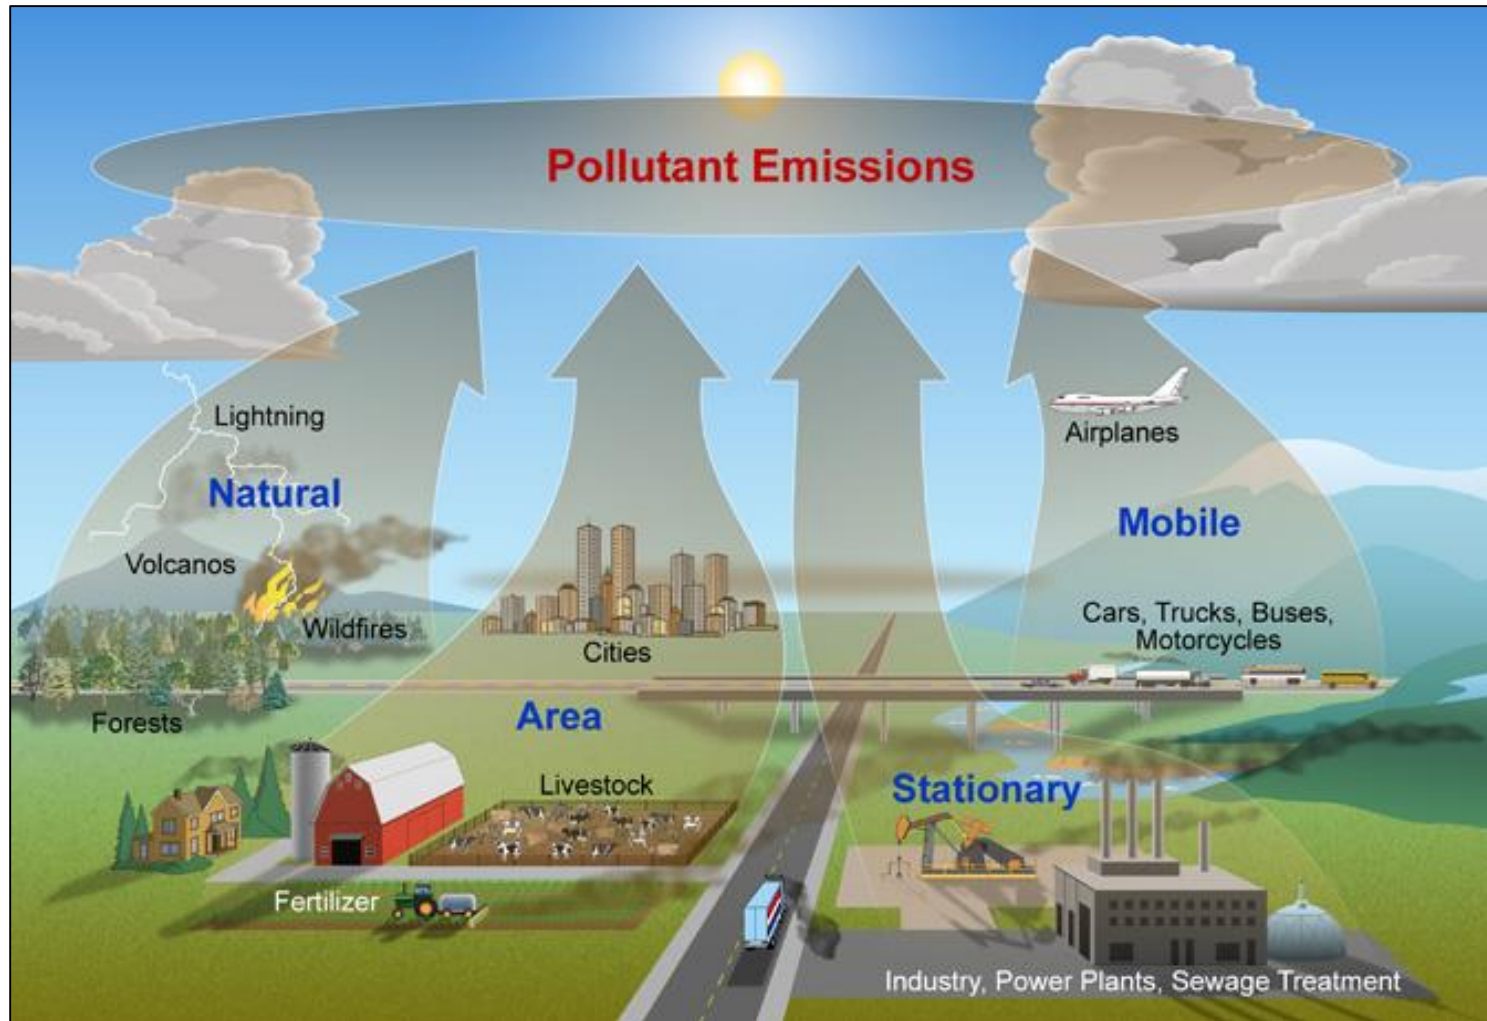 Pollutant Emissions
Lightning
Natural
Volcanos
Wildfires
Forests
Cities
Area
Livestock
Fertilizer
Airplanes
Mobile
Cars, Trucks, Buses,
Motorcycles
Stationary
Industry, Power Plants, Sewage Treatment